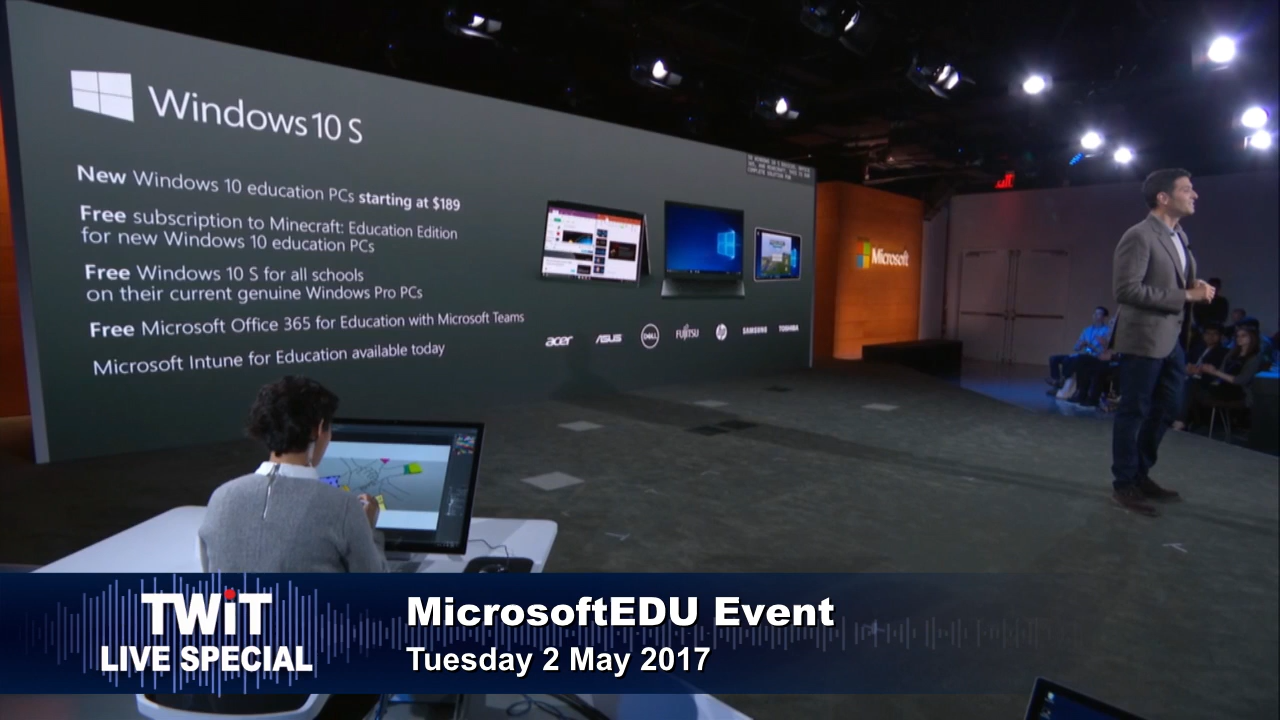 Windows 10 S
New Windows 10 education PCs starting at $189
Free subscription to Minecraft: Education Edition
for new Windows 10 education PCs
Free Windows 10 S for all schools
on their current genuine Windows Pro PCs
Free Microsoft Office 365 for Education with Microsoft Teams
Microsoft Intune for Education available today
acer ASUS DELL FUJITSU hp SAMSUNG TOSHIBA
Microsoft
TWiT
LIVE SPECIAL
MicrosoftEDU Event
Tuesday 2 May 2017